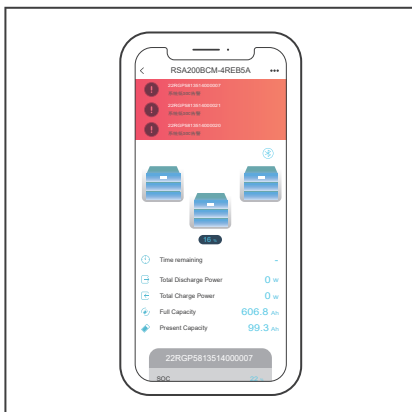 RSA200BCM-4REB5A
22RGP5813514000007
22RGP5813514000021
22RGP5813514000020
16 %
Time remaining -
Total Discharge Power 0 W
Total Charge Power 0 W
Full Capacity 606.8 Ah
Present Capacity 99.3 Ah
22RGP5813514000007
SOC 22 %